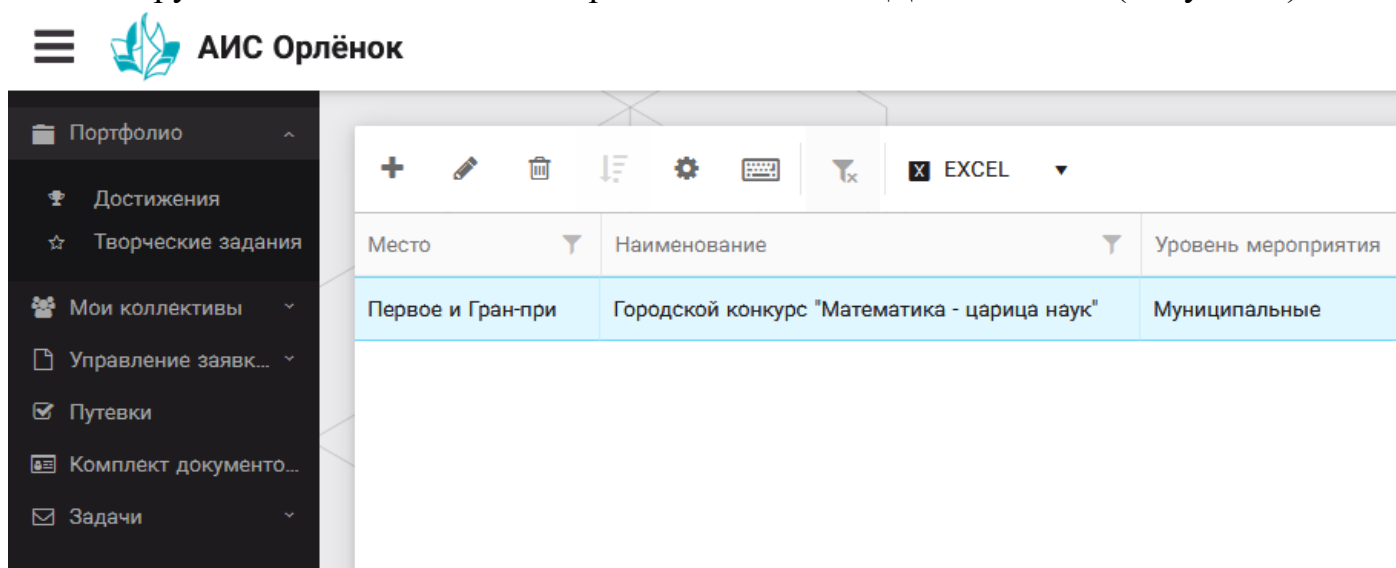 АИС Орлёнок
Портфолио
Достижения
Творческие задания
Мои коллективы
Управление заявк...
Путевки
Комплект документо...
Задачи
X EXCEL
Место Наименование Уровень мероприятия
Первое и Гран-при Городской конкурс "Математика - царица наук" Муниципальные